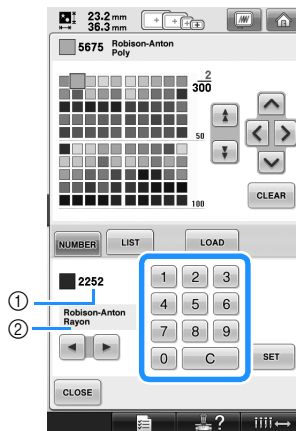 23.2 mm
36.3 mm
5675 Robison-Anton
Poly
2
300
50
100
CLEAR
NUMBER
LIST
LOAD
① 2252
② Robison-Anton
Rayon
1 2 3
4 5 6
7 8 9
0 C
SET
CLOSE
?